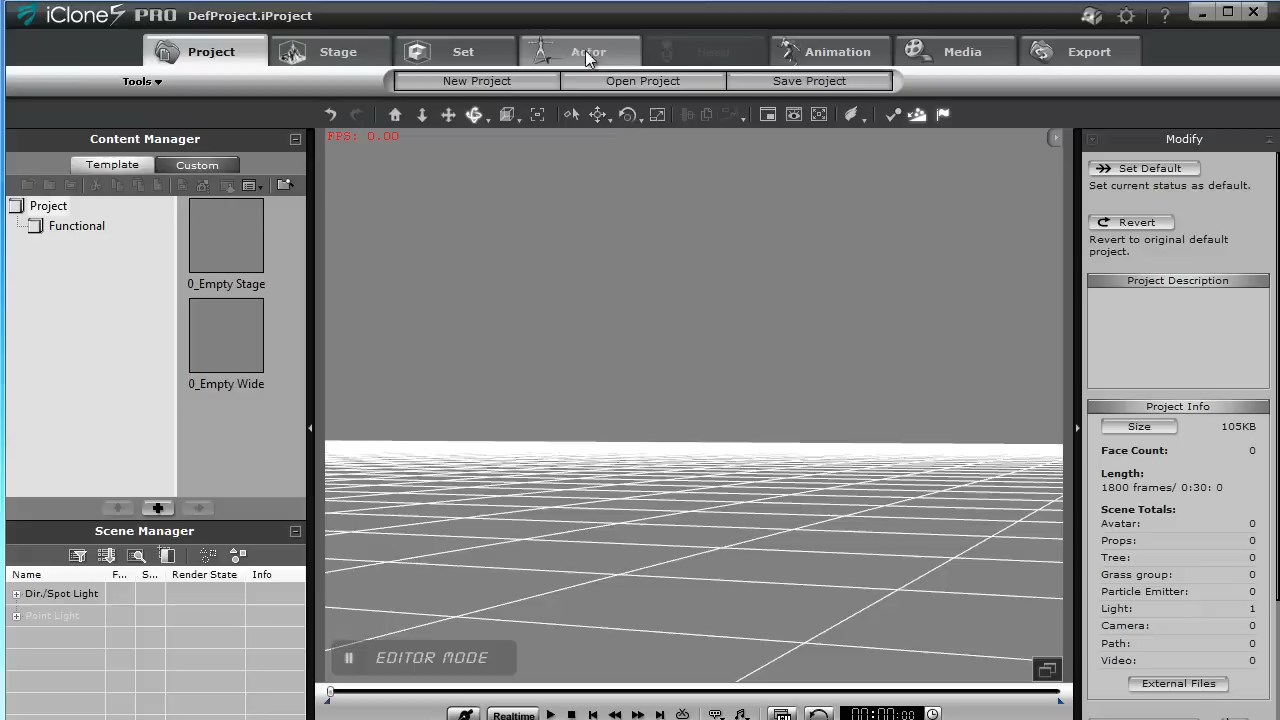 iClone5 PRO DefProject.iProject
Project Stage Set Actor Head Animation Media Export
Tools
New Project Open Project Save Project
Content Manager
Template Custom
Project
Functional
0_Empty Stage
0_Empty Wide
Scene Manager
Name F... S... Render State Info
Dir./Spot Light
Point Light
FPS: 0.00
EDITOR MODE
Realtime
00:00:00
Modify
Set Default
Set current status as default.
Revert
Revert to original default
project.
Project Description
Project Info
Size 105KB
Face Count: 0
Length:
1800 frames/ 0:30: 0
Scene Totals:
Avatar: 0
Props: 0
Tree: 0
Grass group: 0
Particle Emitter: 0
Light: 1
Camera: 0
Path: 0
Video: 0
External Files